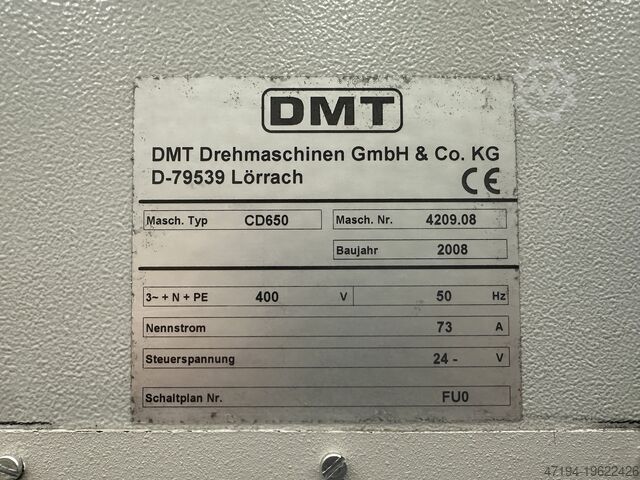 DMT
DMT Drehmaschinen GmbH & Co. KG
D-79539 Lörrach CE
Masch. Typ CD650 Masch. Nr. 4209.08
Baujahr 2008
3~ + N + PE 400 V 50 Hz
Nennstrom 73 A
Steuerspannung 24 - V
Schaltplan Nr. FU0
47194-19622426